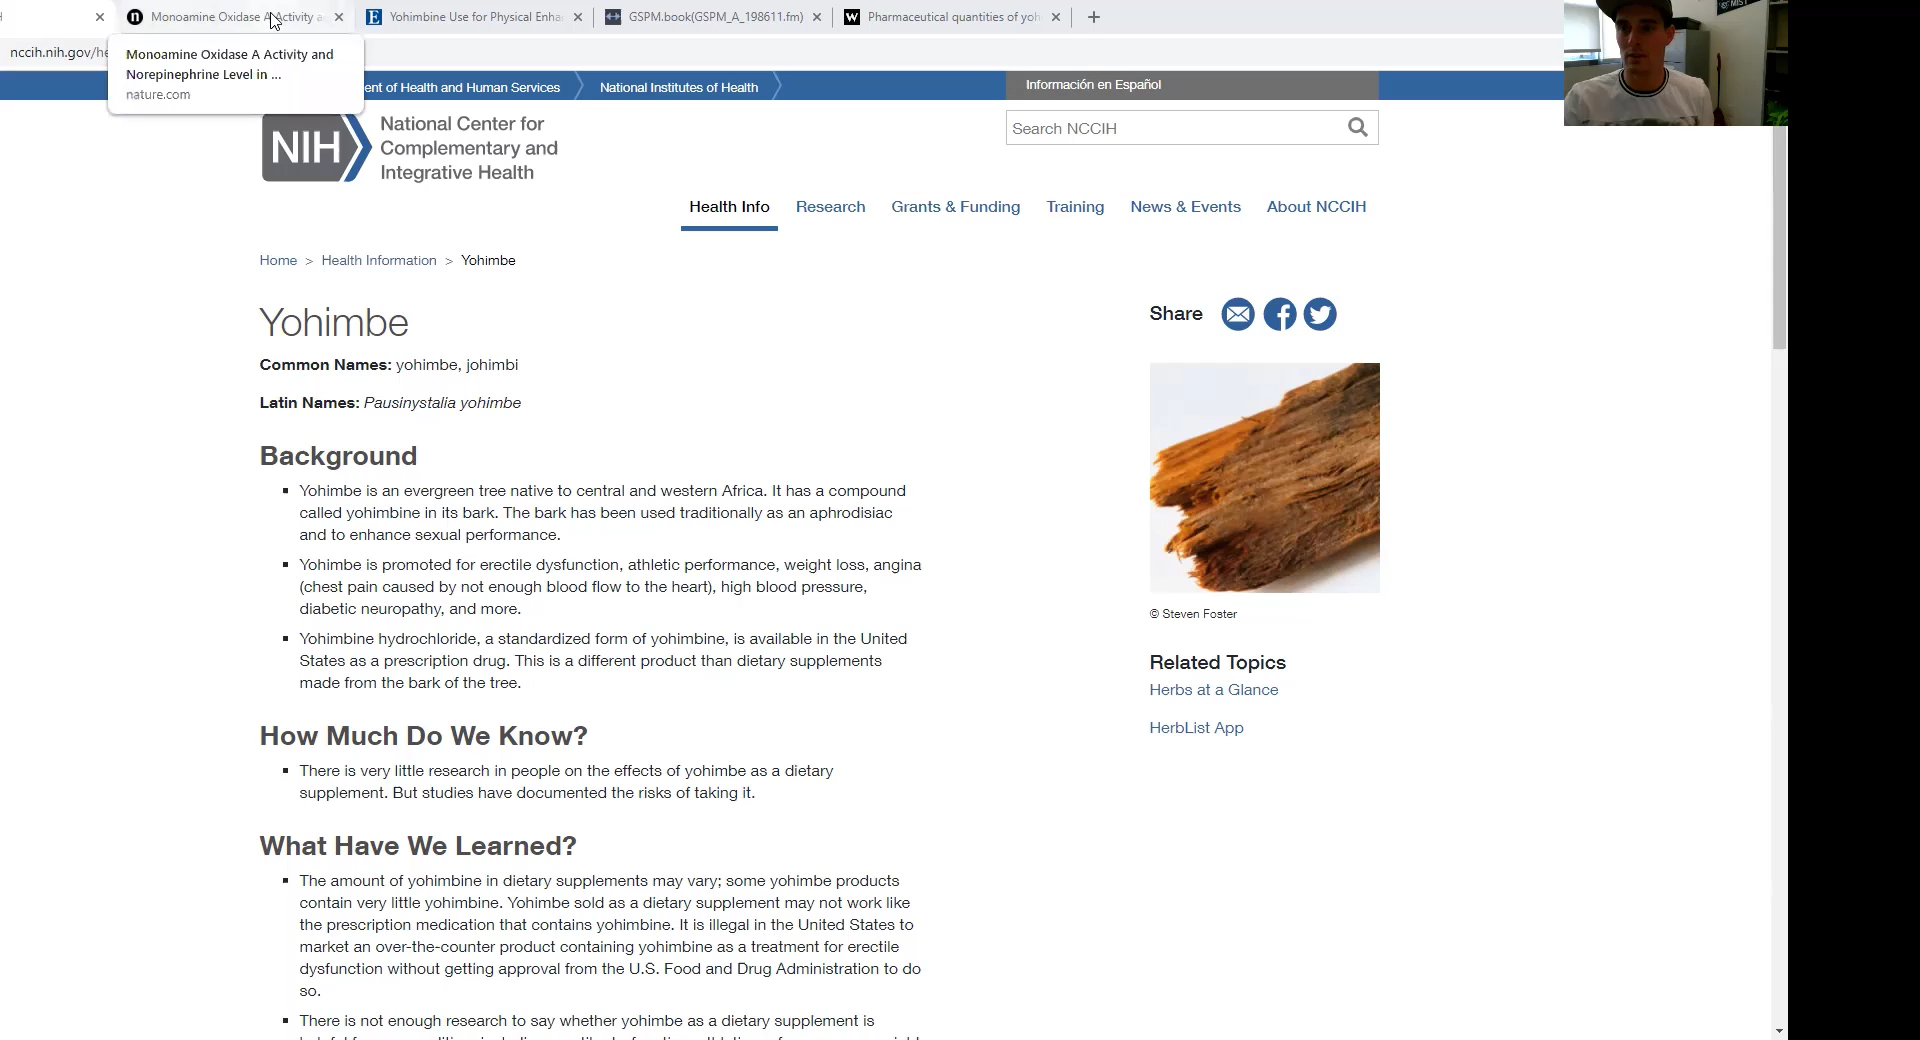 Monoamine Oxidase A Activity a
Yohimbine Use for Physical Enha
GSPM.book(GSPM_A_198611.fm)
Pharmaceutical quantities of yoh
nccih.nih.gov/he
Monoamine Oxidase A Activity and
Norepinephrine Level in ...
nature.com
ent of Health and Human Services
National Institutes of Health
Información en Español
NIH
National Center for
Complementary and
Integrative Health
Search NCCIH
Health Info Research Grants & Funding Training News & Events About NCCIH
Home > Health Information > Yohimbe
Yohimbe
Common Names: yohimbe, johimbi
Latin Names: Pausinystalia yohimbe
Background
Yohimbe is an evergreen tree native to central and western Africa. It has a compound
called yohimbine in its bark. The bark has been used traditionally as an aphrodisiac
and to enhance sexual performance.
Yohimbe is promoted for erectile dysfunction, athletic performance, weight loss, angina
(chest pain caused by not enough blood flow to the heart), high blood pressure,
diabetic neuropathy, and more.
Yohimbine hydrochloride, a standardized form of yohimbine, is available in the United
States as a prescription drug. This is a different product than dietary supplements
made from the bark of the tree.
How Much Do We Know?
There is very little research in people on the effects of yohimbe as a dietary
supplement. But studies have documented the risks of taking it.
What Have We Learned?
The amount of yohimbine in dietary supplements may vary; some yohimbe products
contain very little yohimbine. Yohimbe sold as a dietary supplement may not work like
the prescription medication that contains yohimbine. It is illegal in the United States to
market an over-the-counter product containing yohimbine as a treatment for erectile
dysfunction without getting approval from the U.S. Food and Drug Administration to do
so.
There is not enough research to say whether yohimbe as a dietary supplement is
Share
© Steven Foster
Related Topics
Herbs at a Glance
HerbList App